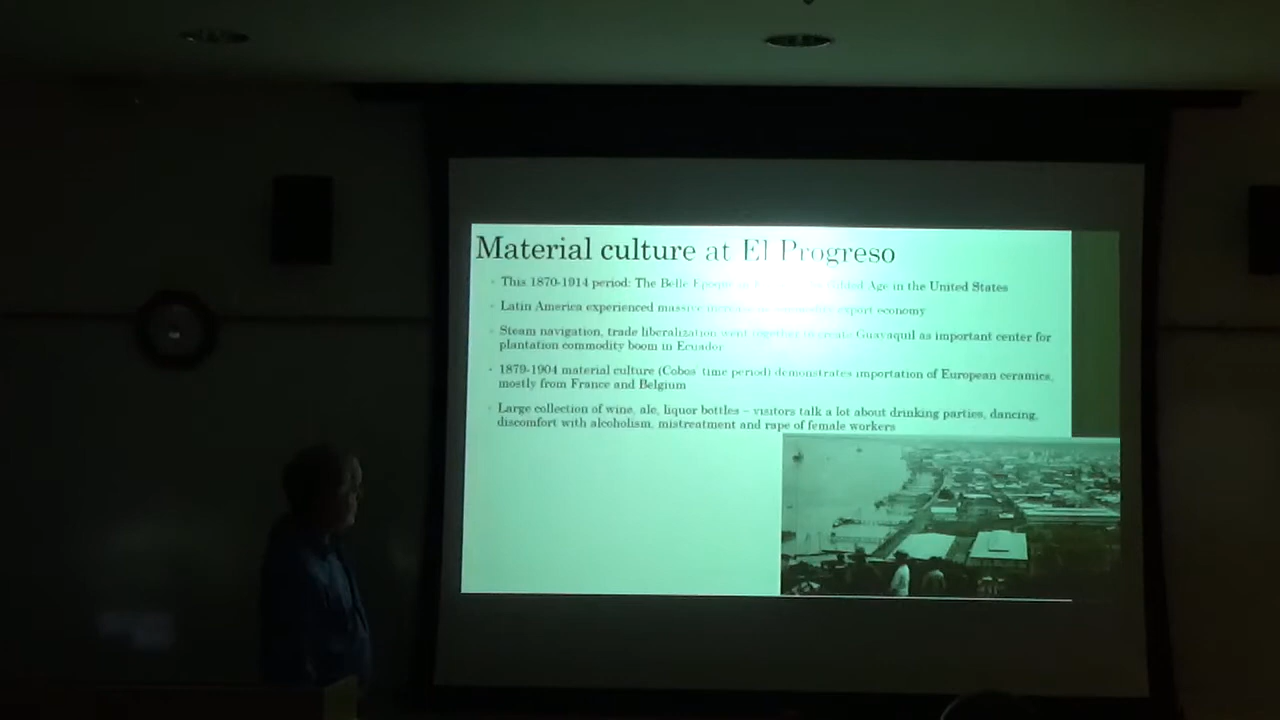 Material culture at El Progreso
This 1870-1914 period: The Belle Epoque Age in the United States
Latin America experienced massive export economy
Steam navigation, trade liberalization went together to create Guayaquil as important center for
plantation commodity boom in Ecuador
1879-1904 material culture (Cobos time period) demonstrates importation of European ceramics,
mostly from France and Belgium
Large collection of wine, ale, liquor bottles – visitors talk a lot about drinking parties, dancing,
discomfort with alcoholism, mistreatment and rape of female workers